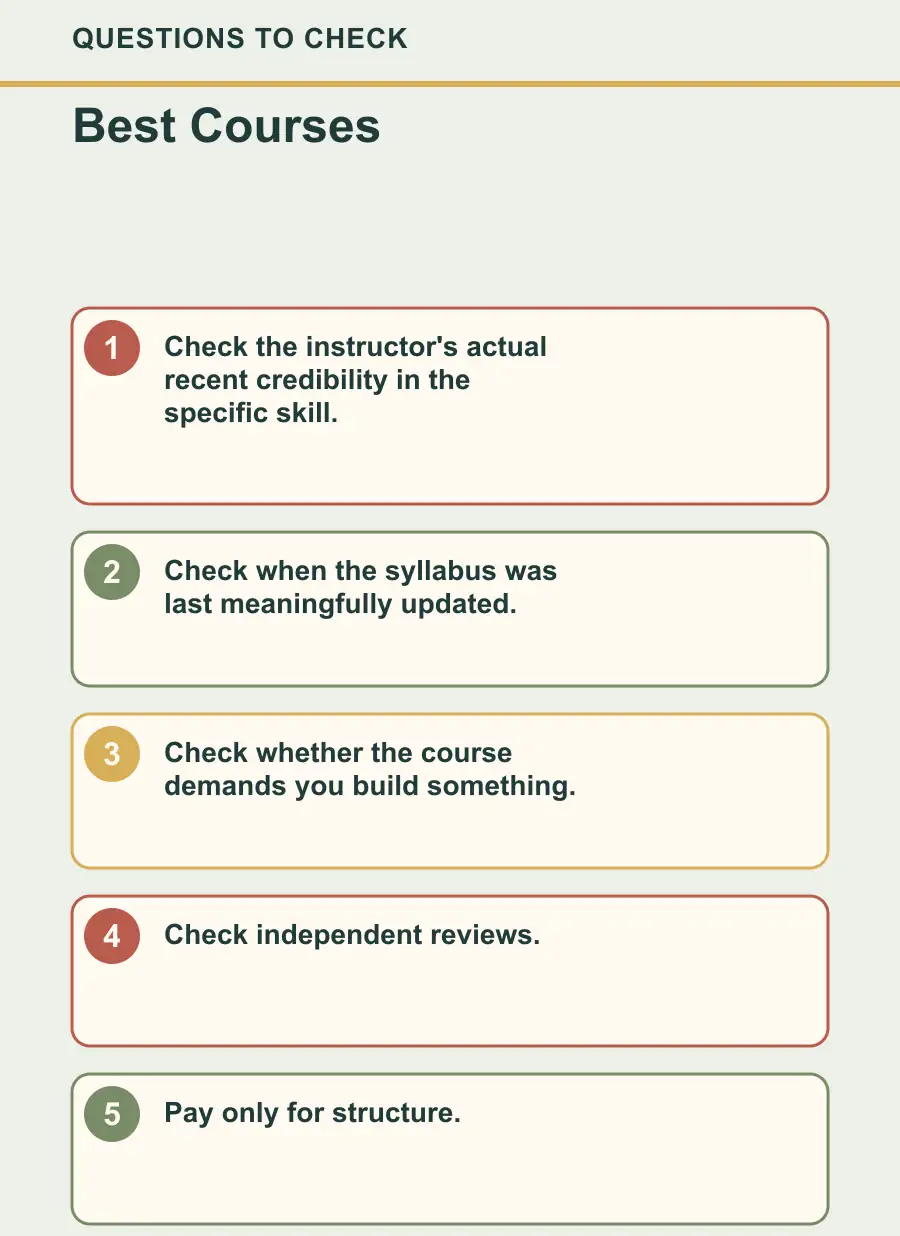 QUESTIONS TO CHECK
Best Courses
1
Check the instructor's actual
recent credibility in the
specific skill.
2
Check when the syllabus was
last meaningfully updated.
3
Check whether the course
demands you build something.
4
Check independent reviews.
5
Pay only for structure.